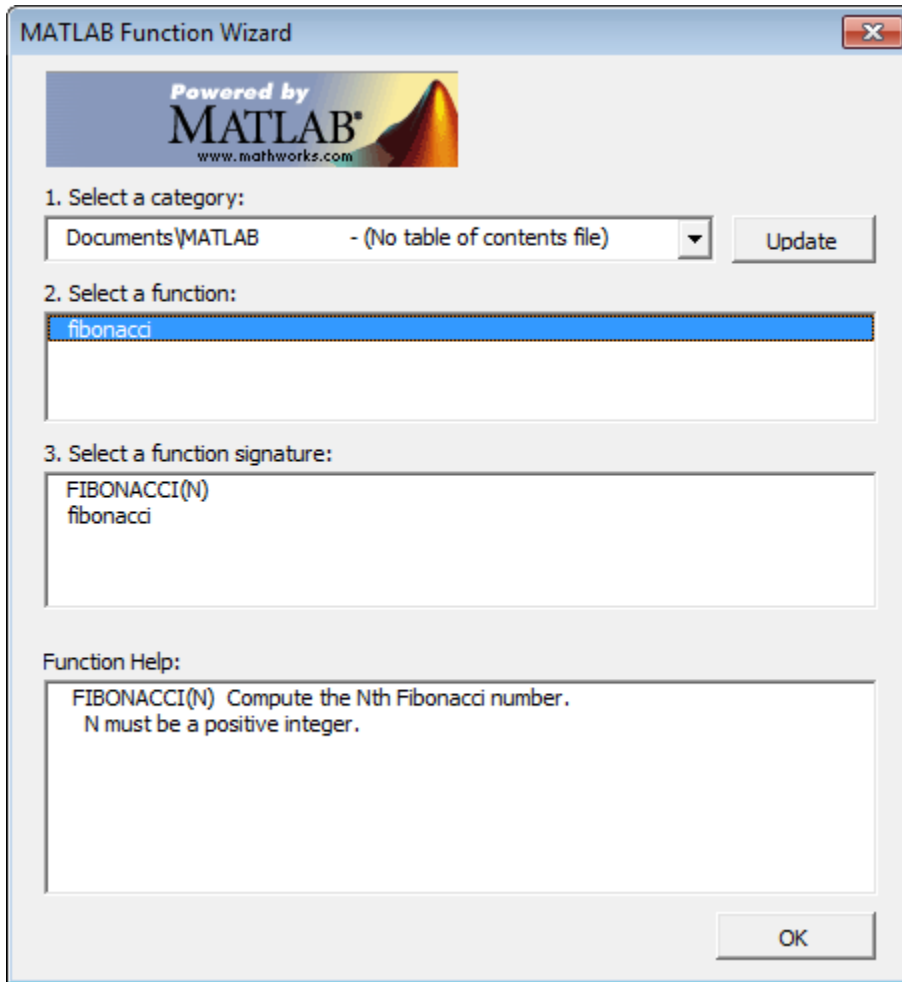 MATLAB Function Wizard
Powered by
MATLAB®
www.mathworks.com
1. Select a category:
Documents\MATLAB - (No table of contents file)
Update
2. Select a function:
fibonacci
3. Select a function signature:
FIBONACCI(N)
fibonacci
Function Help:
FIBONACCI(N) Compute the Nth Fibonacci number.
N must be a positive integer.
OK